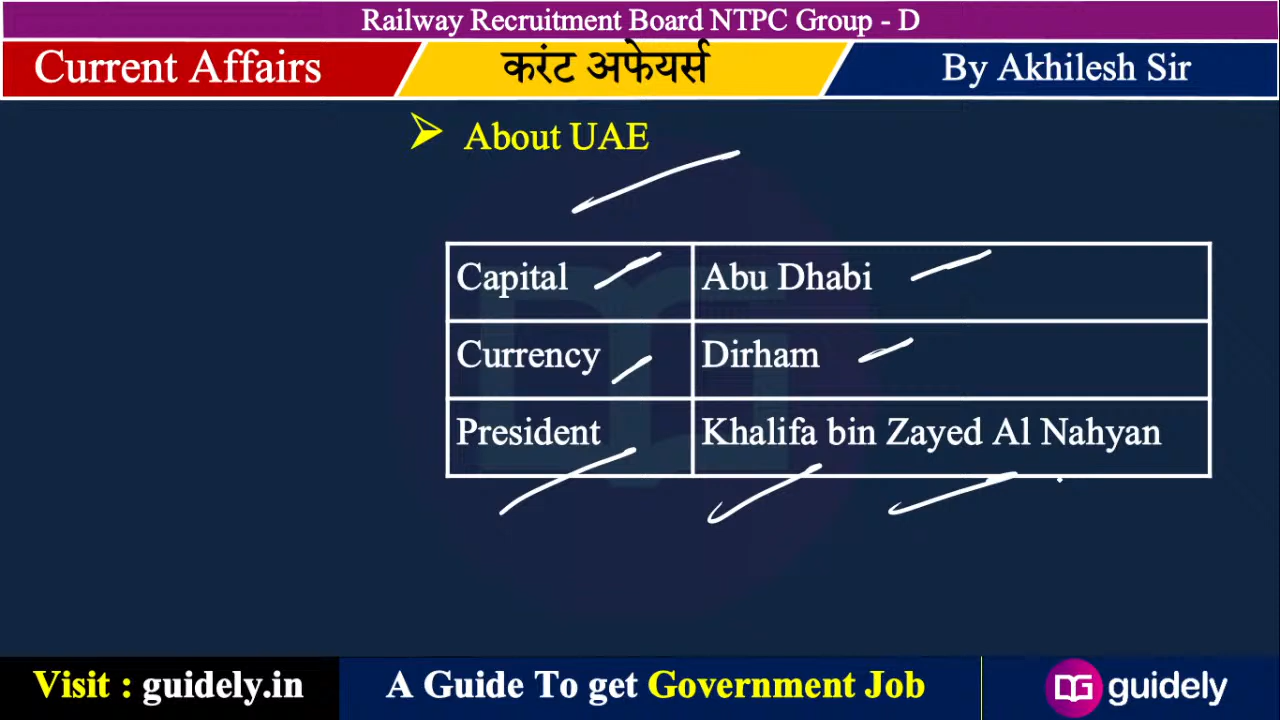 Railway Recruitment Board NTPC Group - D
Current Affairs
करंट अफेयर्स
By Akhilesh Sir
About UAE
Capital
Abu Dhabi
Currency
Dirham
President
Khalifa bin Zayed Al Nahyan
Visit : guidely.in
A Guide To get Government Job
guidely